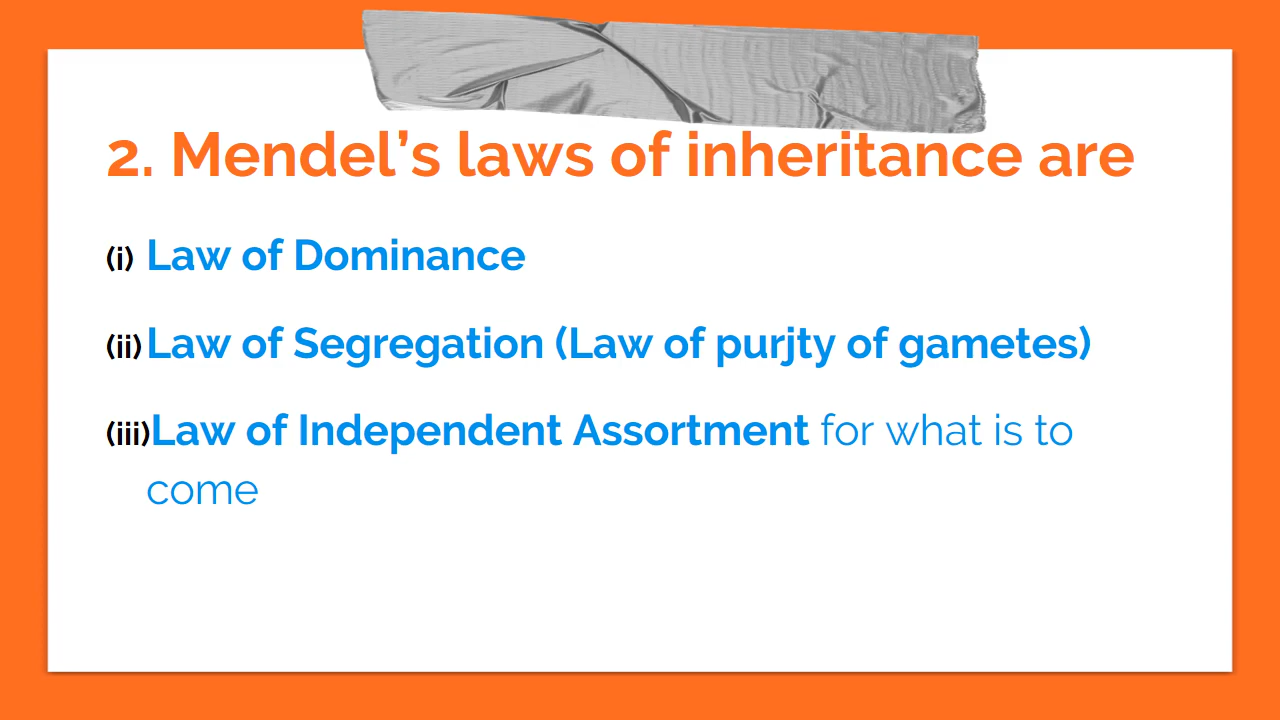 2. Mendel’s laws of inheritance are
(i) Law of Dominance
(ii) Law of Segregation (Law of purjty of gametes)
(iii)Law of Independent Assortment for what is to
come